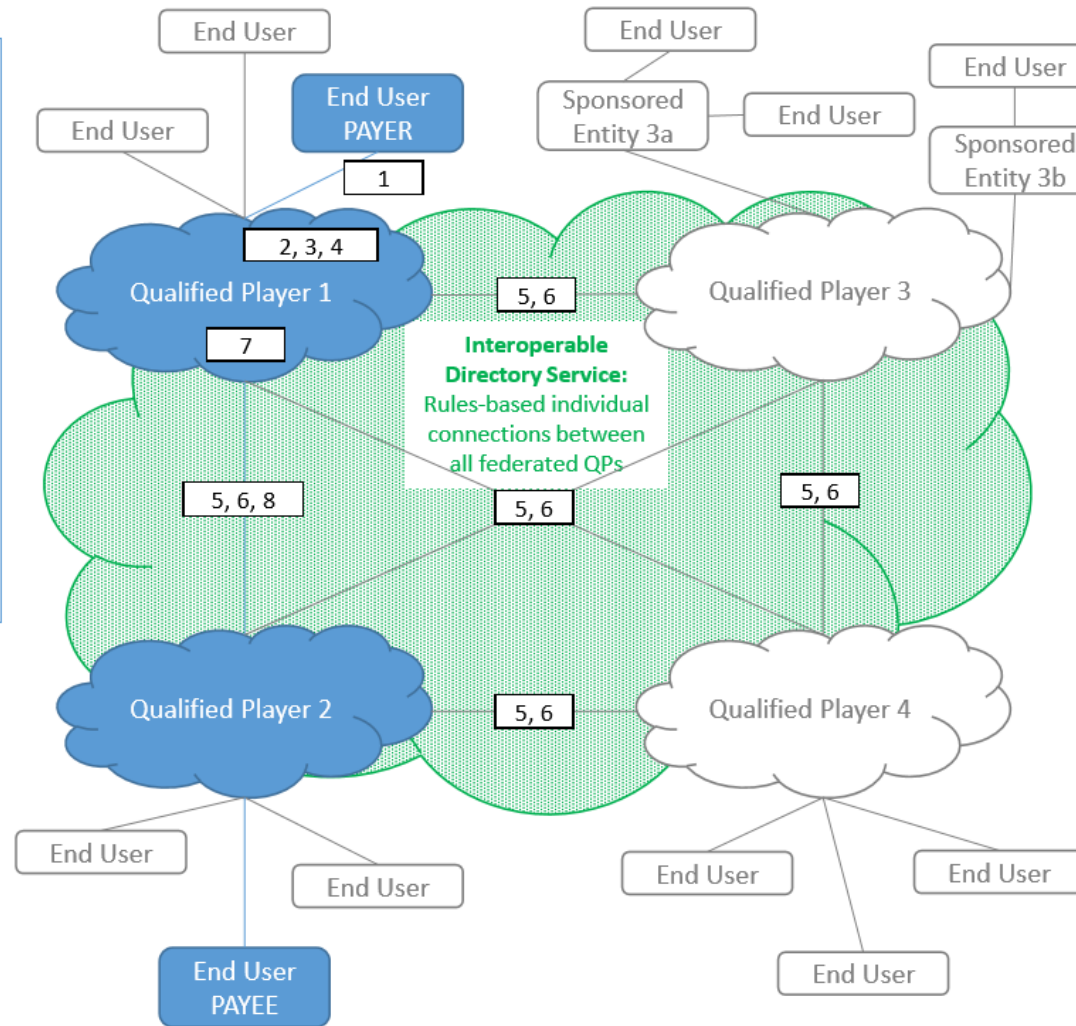 End User
End User
End User
PAYER
End User
Sponsored
Entity 3a
End User
End User
Sponsored
Entity 3b
1
2, 3, 4
Qualified Player 1
7
5, 6
Qualified Player 3
Interoperable
Directory Service:
Rules-based individual
connections between
all federated QPs
5, 6, 8
5, 6
5, 6
Qualified Player 2
5, 6
Qualified Player 4
End User
End User
End User
PAYEE
End User
End User
End User